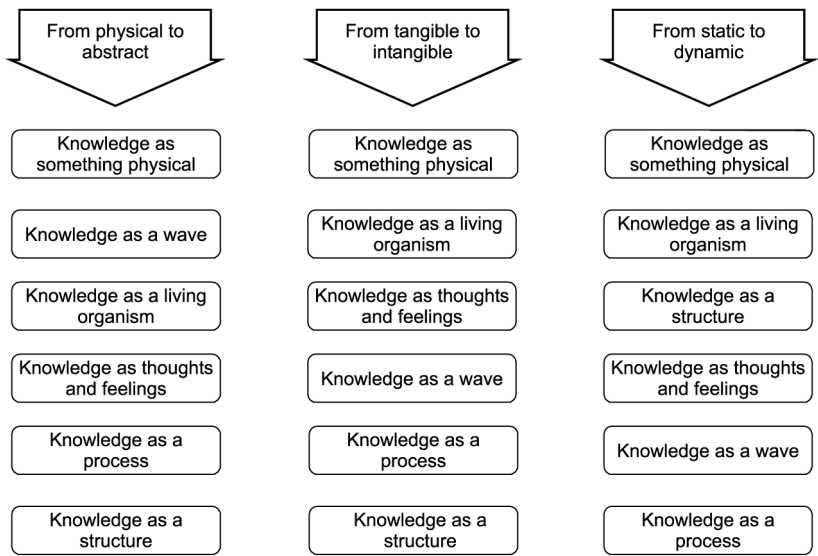 From physical to
abstract
Knowledge as
something physical
Knowledge as a wave
Knowledge as a living
organism
Knowledge as thoughts
and feelings
Knowledge as a
process
Knowledge as a
structure
From tangible to
intangible
Knowledge as
something physical
Knowledge as a living
organism
Knowledge as thoughts
and feelings
Knowledge as a wave
Knowledge as a
process
Knowledge as a
structure
From static to
dynamic
Knowledge as
something physical
Knowledge as a living
organism
Knowledge as a
structure
Knowledge as thoughts
and feelings
Knowledge as a wave
Knowledge as a
process